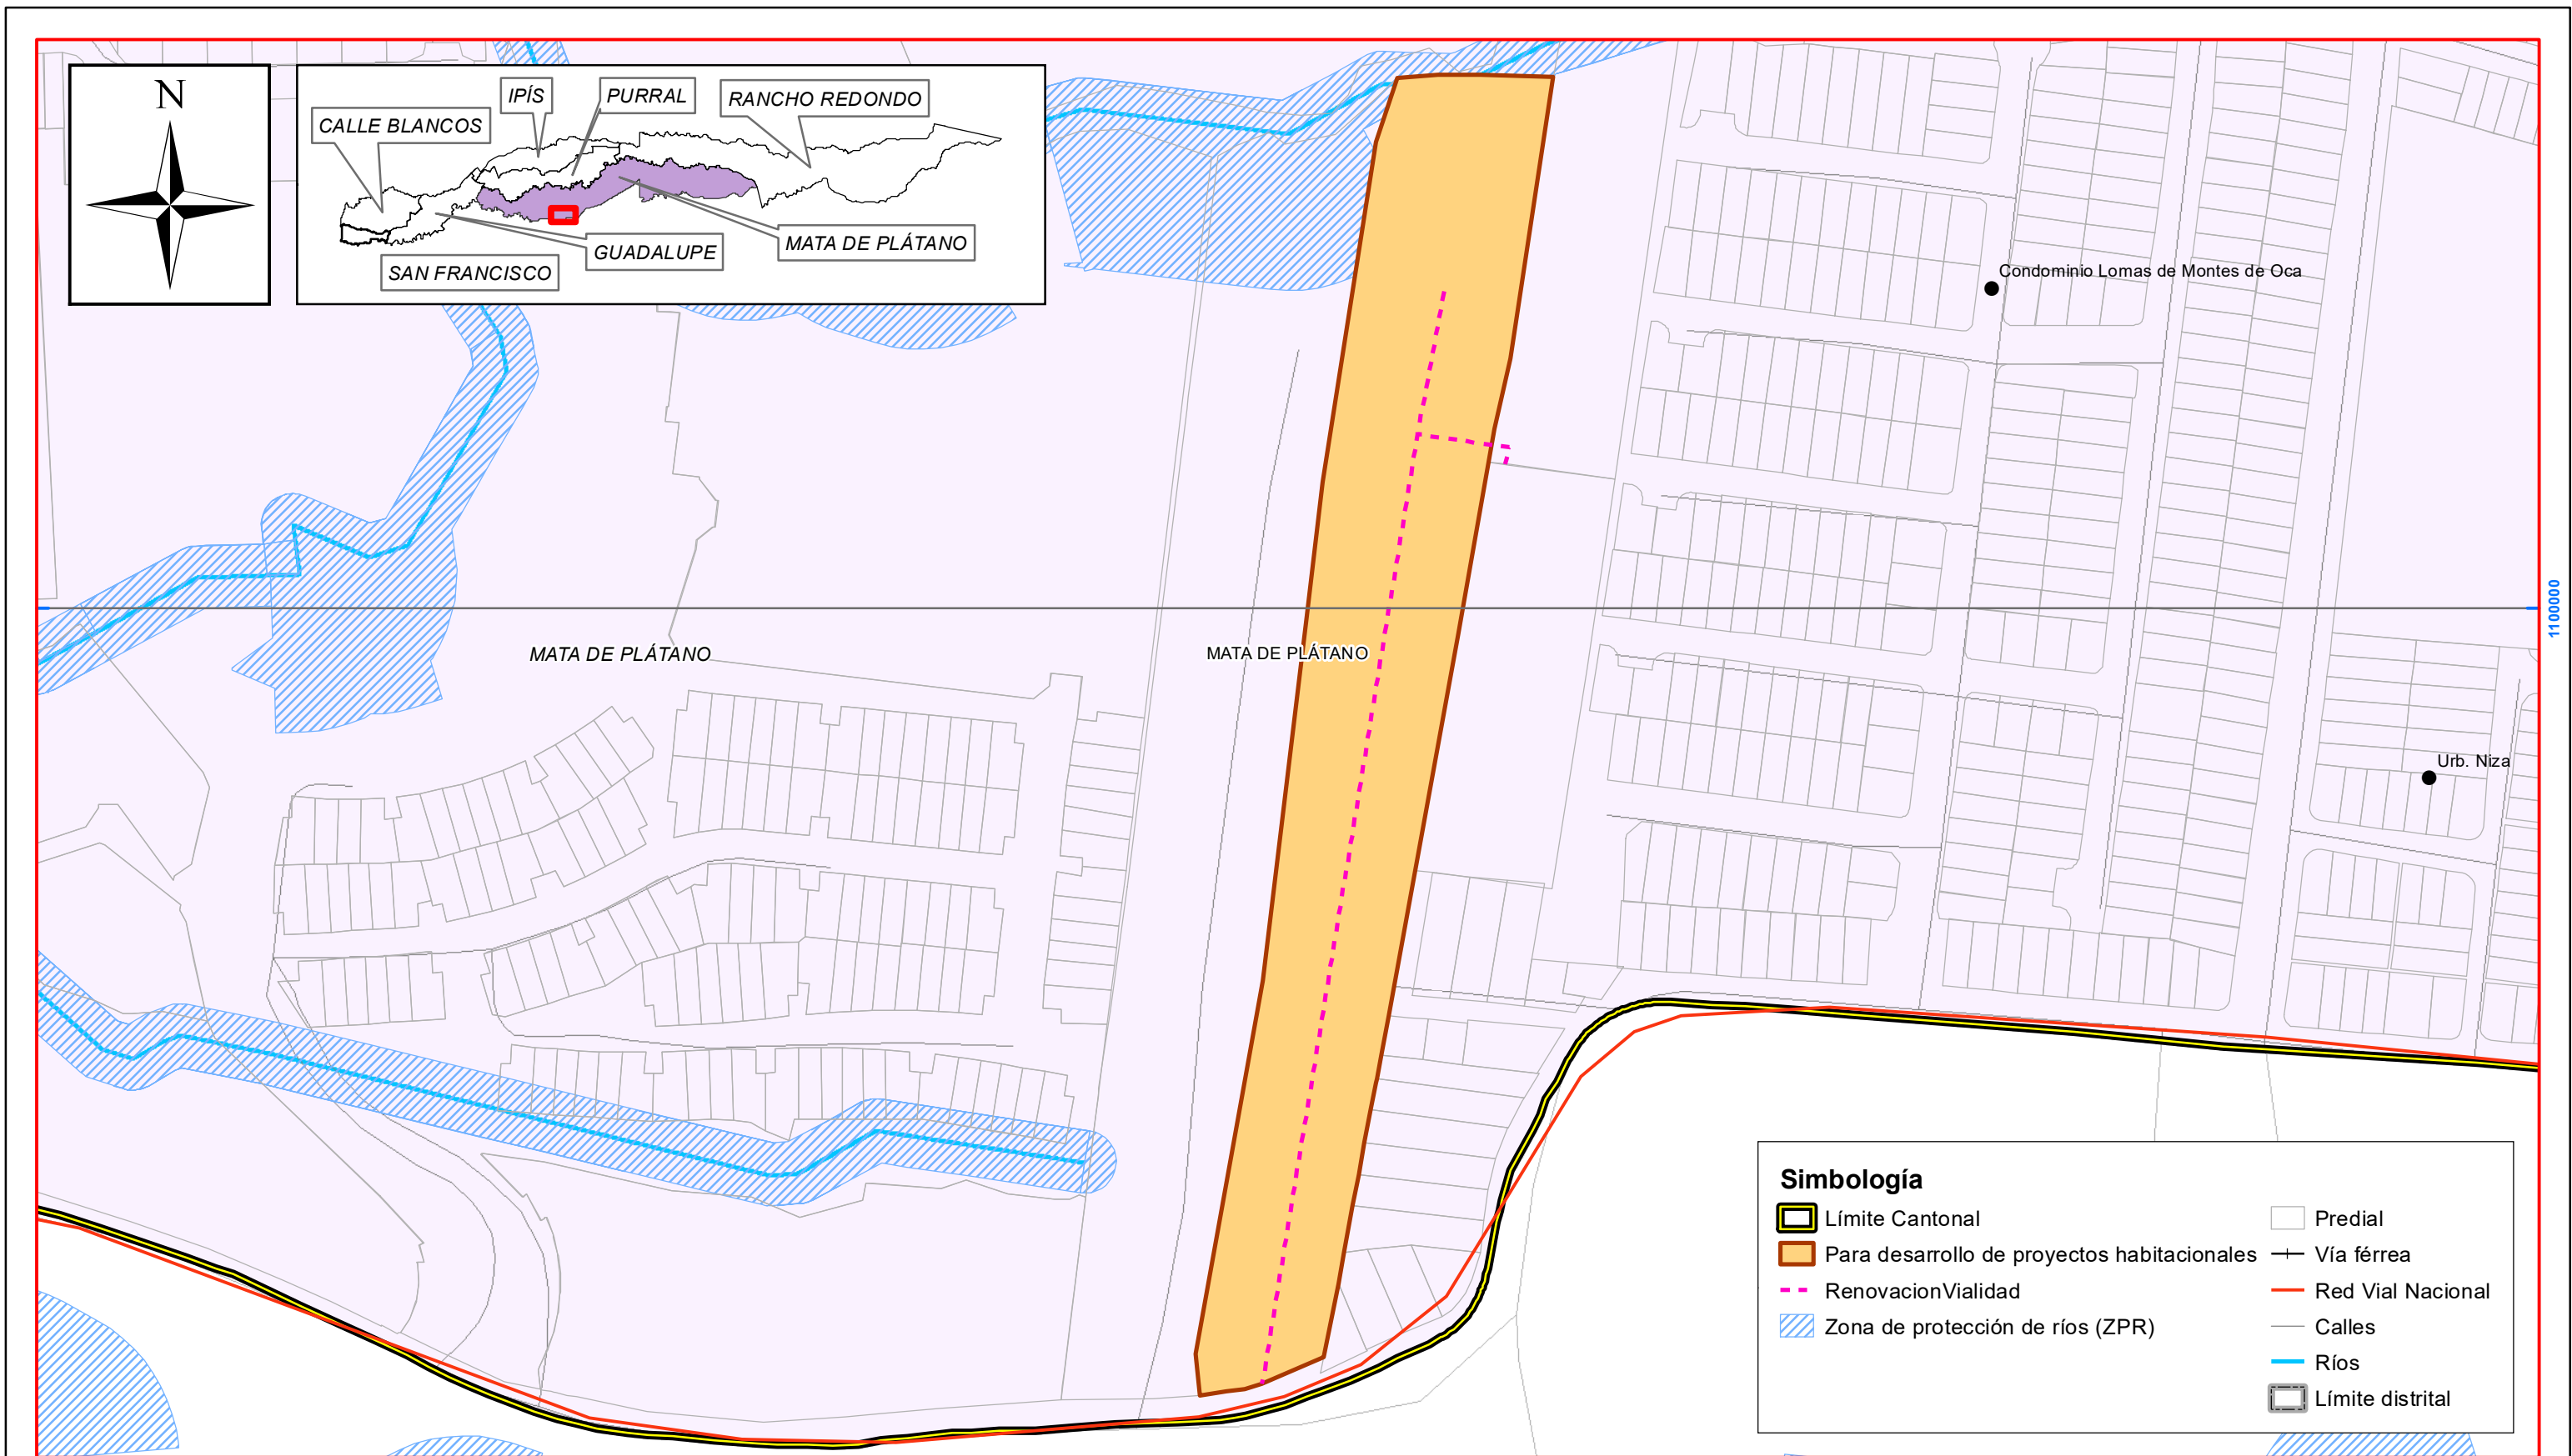 N
IPÍS
PURRAL
RANCHO REDONDO
CALLE BLANCOS
MATA DE PLÁTANO
GUADALUPE
SAN FRANCISCO
Condominio Lomas de Montes de Oca
1100000
MATA DE PLÁTANO
MATA DE PLÁTANO
Urb. Niza
Simbología
Límite Cantonal
Para desarrollo de proyectos habitacionales
RenovacionVialidad
Zona de protección de ríos (ZPR)
Predial
Vía férrea
Red Vial Nacional
Calles
Ríos
Límite distrital